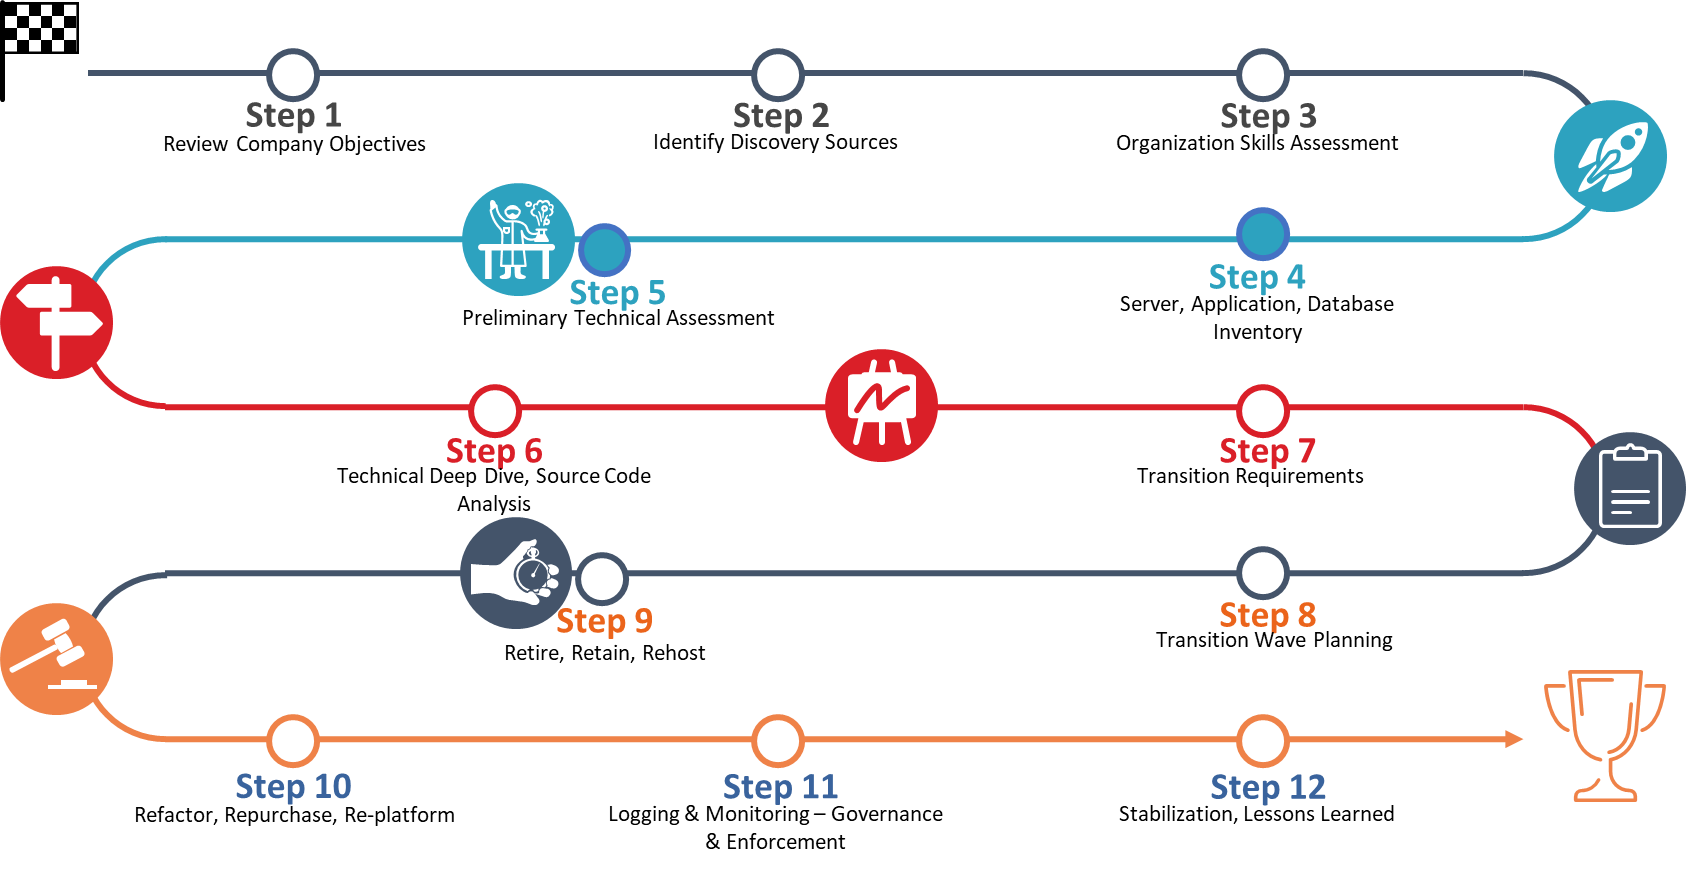 Step 1
Review Company Objectives
Step 2
Identify Discovery Sources
Step 3
Organization Skills Assessment
Step 4
Server, Application, Database
Inventory
Step 5
Preliminary Technical Assessment
Step 6
Technical Deep Dive, Source Code
Analysis
Step 7
Transition Requirements
Step 8
Transition Wave Planning
Step 9
Retire, Retain, Rehost
Step 10
Refactor, Repurchase, Re-platform
Step 11
Logging & Monitoring – Governance
& Enforcement
Step 12
Stabilization, Lessons Learned